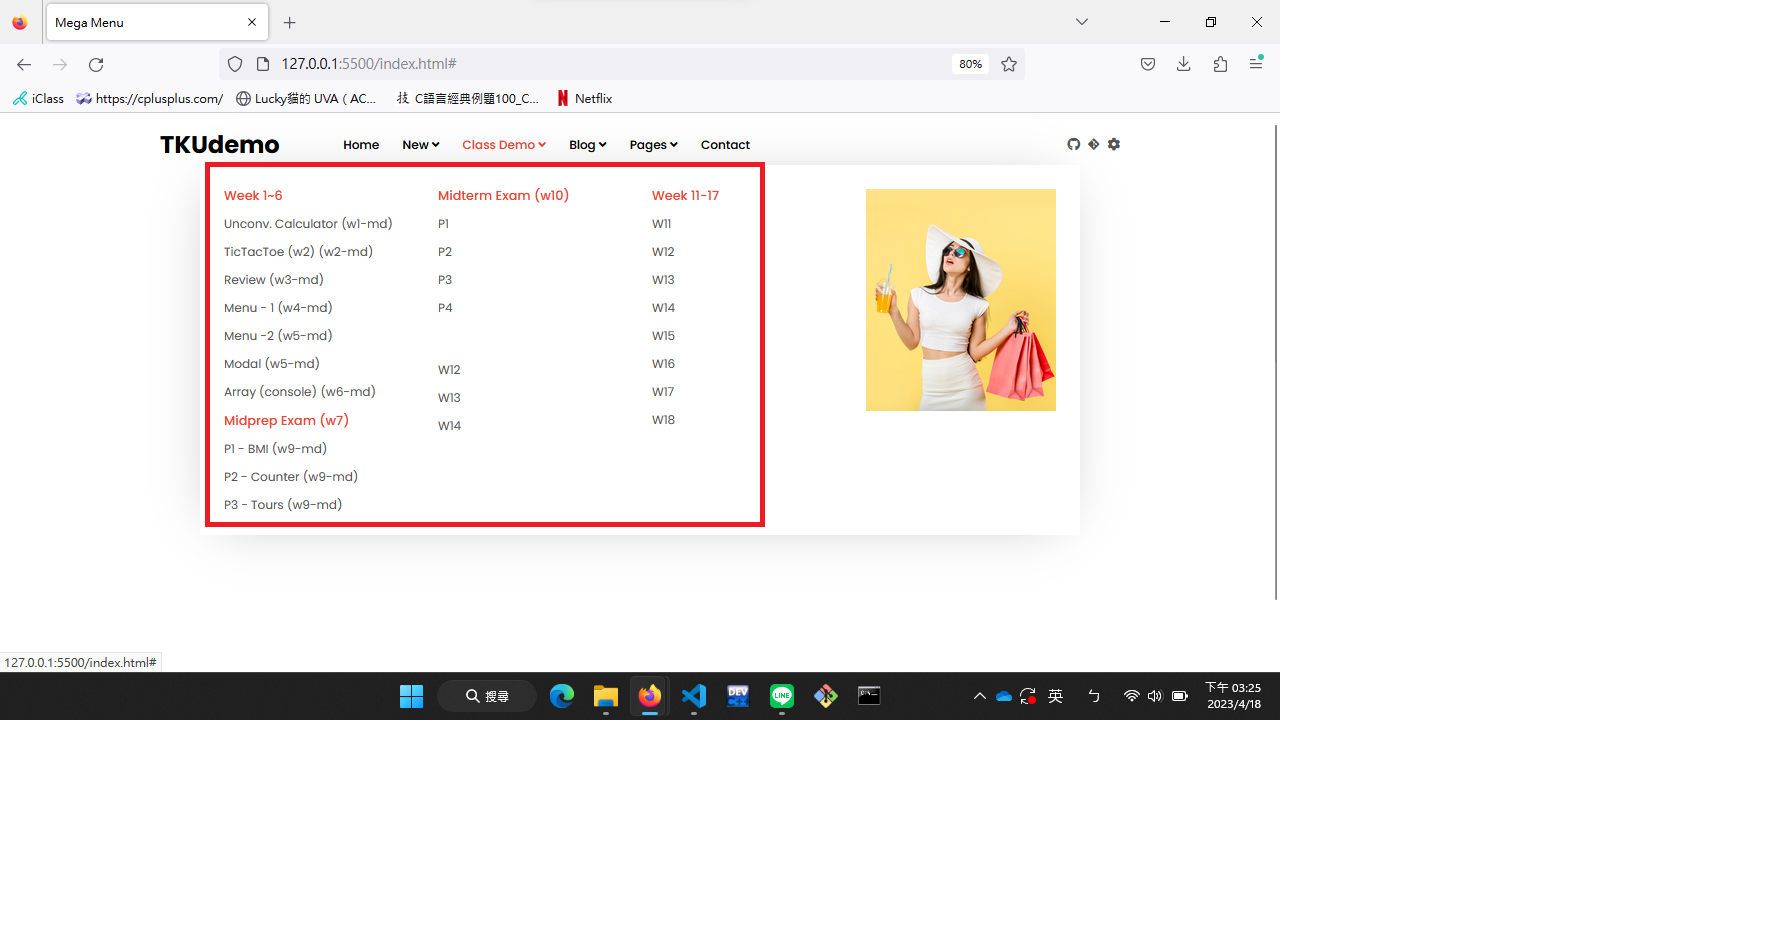 Mega Menu
127.0.0.1:5500/index.html#
80%
iClass
https://cplusplus.com/
Lucky貓的 UVA ( AC...
技 C語言經典例題100_C...
Netflix
TKUdemo
Home
New
Class Demo
Blog
Pages
Contact
Week 1~6
Unconv. Calculator (w1-md)
TicTacToe (w2) (w2-md)
Review (w3-md)
Menu - 1 (w4-md)
Menu -2 (w5-md)
Modal (w5-md)
Array (console) (w6-md)
Midprep Exam (w7)
P1 - BMI (w9-md)
P2 - Counter (w9-md)
P3 - Tours (w9-md)
Midterm Exam (w10)
P1
P2
P3
P4
W12
W13
W14
Week 11-17
W11
W12
W13
W14
W15
W16
W17
W18
127.0.0.1:5500/index.html#
搜尋
DEV
LINE
英
ㄅ
下午 03:25
2023/4/18